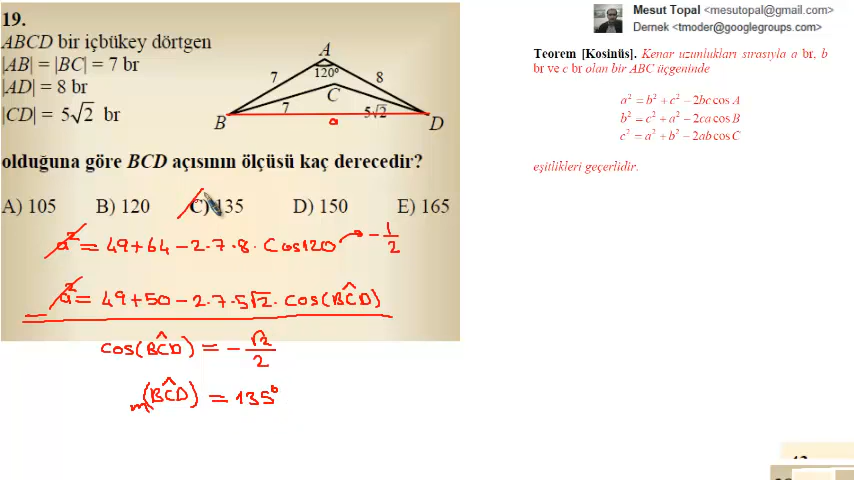 19.
ABCD bir içbükey dörtgen
|AB| = |BC| = 7 br
|AD| = 8 br
|CD| = 5√2 br
A
7
120°
8
C
7
5√2
B
a
D
olduğuna göre BCD açısının ölçüsü kaç derecedir?
A) 105 B) 120 C) 135 D) 150 E) 165
a² = 49+64-2·7·8·Cos120 → -1/2
a² = 49+50-2·7·5√2·cos(BĈD)
cos(BĈD) = -√2/2
m(BĈD) = 135°
Mesut Topal <mesutopal@gmail.com>
Dernek <tmoder@googlegroups.com>
Teorem [Kosinüs]. Kenar uzunlukları sırasıyla a br, b
br ve c br olan bir ABC üçgeninde
a² = b² + c² - 2bc cos A
b² = c² + a² - 2ca cos B
c² = a² + b² - 2ab cos C
eşitlikleri geçerlidir.